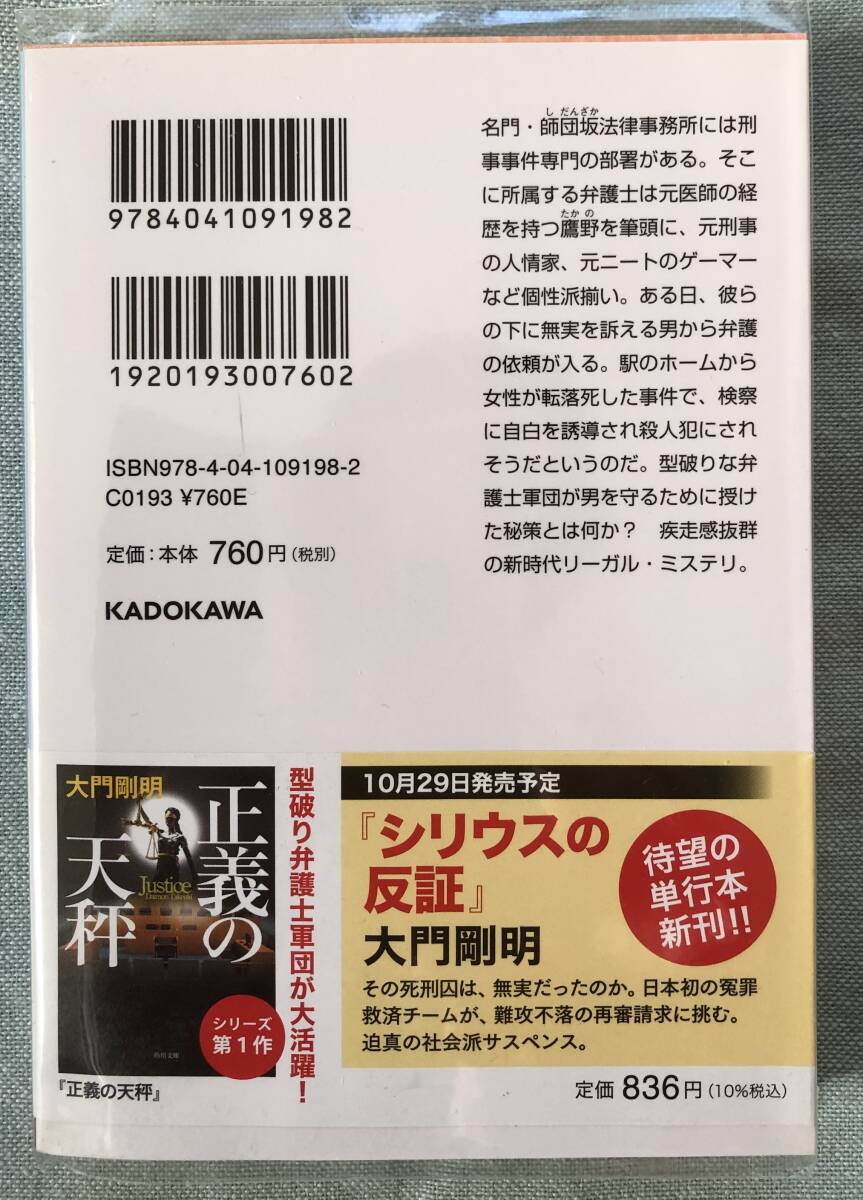 9784041091982
1920193007602
ISBN978-4-04-109198-2
C0193 ¥760E
定価:本体 760円(税別)
KADOKAWA
名門・師団坂法律事務所には刑
しだんざか
事事件専門の部署がある。そこ
に所属する弁護士は元医師の経
歴を持つ鷹野を筆頭に、元刑事
たかの
の人情家、元ニートのゲーマー
など個性派揃い。ある日、彼ら
の下に無実を訴える男から弁護
の依頼が入る。駅のホームから
女性が転落死した事件で、検察
に自白を誘導され殺人犯にされ
そうだというのだ。型破りな弁
護士軍団が男を守るために授け
た秘策とは何か? 疾走感抜群
の新時代リーガル・ミステリ。
大門剛明
正義の
天秤
Justice
Daimon Takeaki
シリーズ
第1作
角川文庫
『正義の天秤』
型破り弁護士軍団が大活躍!
10月29日発売予定
『シリウスの
反証』
大門剛明
待望の
単行本
新刊!!
その死刑囚は、無実だったのか。日本初の冤罪
救済チームが、難攻不落の再審請求に挑む。
迫真の社会派サスペンス。
定価 836円(10%税込)